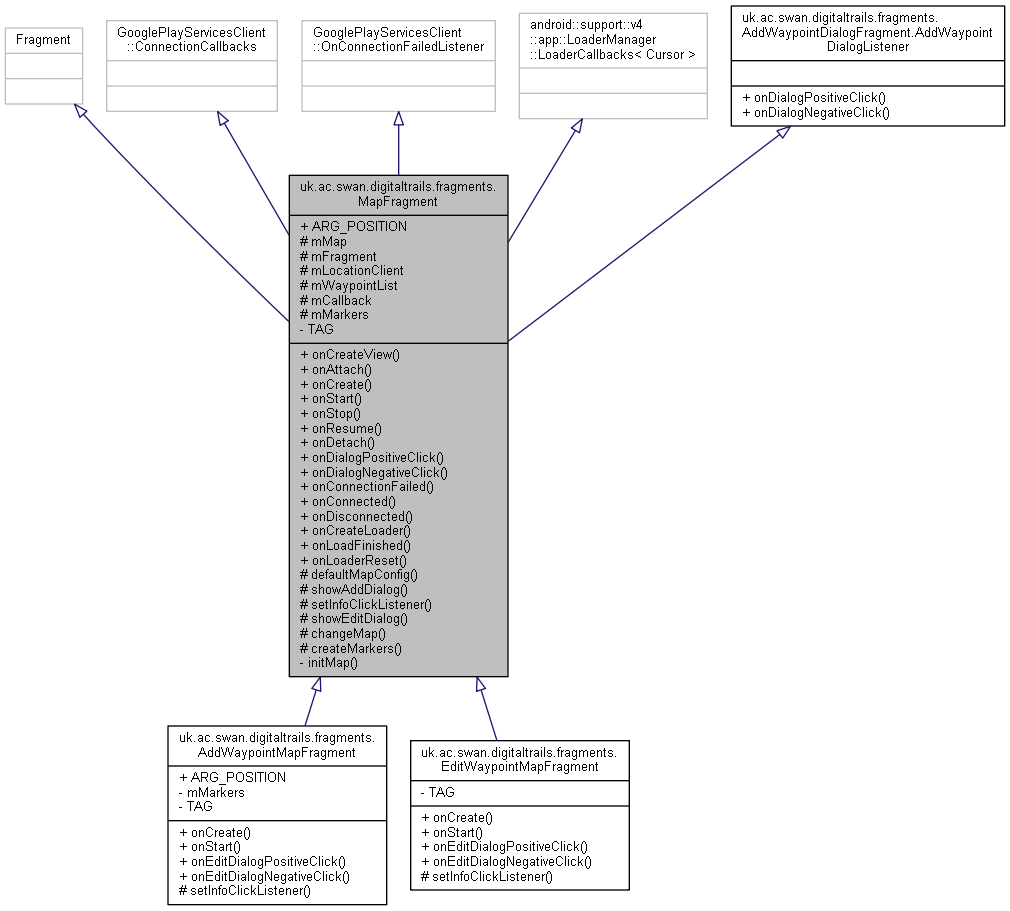 Fragment
GooglePlayServicesClient
::ConnectionCallbacks
GooglePlayServicesClient
::OnConnectionFailedListener
android::support::v4
::app::LoaderManager
::LoaderCallbacks< Cursor >
uk.ac.swan.digitaltrails.fragments.
AddWaypointDialogFragment.AddWaypoint
DialogListener
+ onDialogPositiveClick()
+ onDialogNegativeClick()
uk.ac.swan.digitaltrails.fragments.
MapFragment
+ ARG_POSITION
# mMap
# mFragment
# mLocationClient
# mWaypointList
# mCallback
# mMarkers
- TAG
+ onCreateView()
+ onAttach()
+ onCreate()
+ onStart()
+ onStop()
+ onResume()
+ onDetach()
+ onDialogPositiveClick()
+ onDialogNegativeClick()
+ onConnectionFailed()
+ onConnected()
+ onDisconnected()
+ onCreateLoader()
+ onLoadFinished()
+ onLoaderReset()
# defaultMapConfig()
# showAddDialog()
# setInfoClickListener()
# showEditDialog()
# changeMap()
# createMarkers()
- initMap()
uk.ac.swan.digitaltrails.fragments.
AddWaypointMapFragment
+ ARG_POSITION
- mMarkers
- TAG
+ onCreate()
+ onStart()
+ onEditDialogPositiveClick()
+ onEditDialogNegativeClick()
# setInfoClickListener()
uk.ac.swan.digitaltrails.fragments.
EditWaypointMapFragment
- TAG
+ onCreate()
+ onStart()
+ onEditDialogPositiveClick()
+ onEditDialogNegativeClick()
# setInfoClickListener()